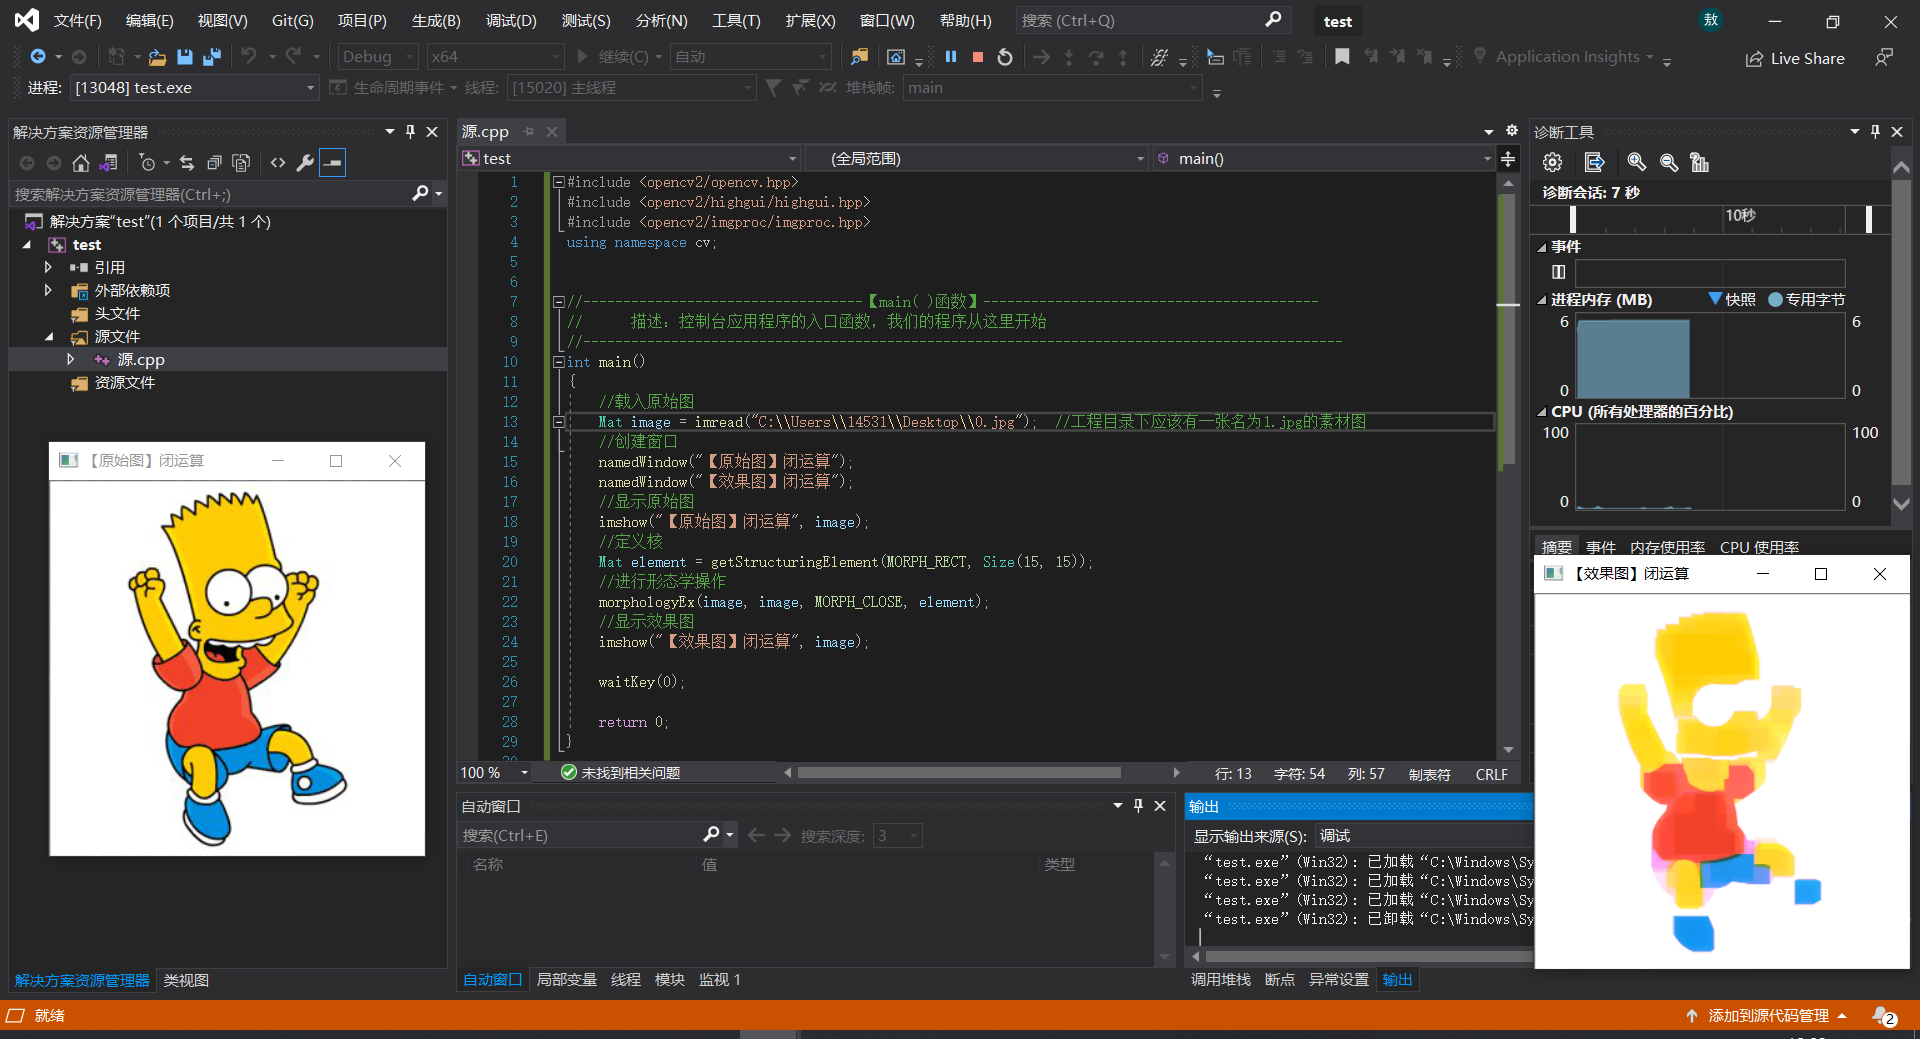 文件(F) 编辑(E) 视图(V) Git(G) 项目(P) 生成(B) 调试(D) 测试(S) 分析(N) 工具(T) 扩展(X) 窗口(W) 帮助(H) 搜索 (Ctrl+Q) test 敖
Debug x64 继续(C) 自动 Application Insights Live Share
进程: [13048] test.exe 生命周期事件 线程: [15020] 主线程 堆栈帧: main
解决方案资源管理器
搜索解决方案资源管理器(Ctrl+;)
解决方案"test"(1 个项目/共 1 个)
test
引用
外部依赖项
头文件
源文件
源.cpp
资源文件
【原始图】闭运算
解决方案资源管理器 类视图
源.cpp
test (全局范围) main()
1 #include <opencv2/opencv.hpp>
2 #include <opencv2/highgui/highgui.hpp>
3 #include <opencv2/imgproc/imgproc.hpp>
4 using namespace cv;
5
6
7 //-----------------------------------【main( )函数】------------------------------------------
8 //      描述: 控制台应用程序的入口函数，我们的程序从这里开始
9 //-----------------------------------------------------------------------------------------------
10 int main()
11 {
12     //载入原始图
13     Mat image = imread("C:\\Users\\14531\\Desktop\\0.jpg");  //工程目录下应该有一张名为1.jpg的素材图
14     //创建窗口
15     namedWindow("【原始图】闭运算");
16     namedWindow("【效果图】闭运算");
17     //显示原始图
18     imshow("【原始图】闭运算", image);
19     //定义核
20     Mat element = getStructuringElement(MORPH_RECT, Size(15, 15));
21     //进行形态学操作
22     morphologyEx(image, image, MORPH_CLOSE, element);
23     //显示效果图
24     imshow("【效果图】闭运算", image);
25
26     waitKey(0);
27
28     return 0;
29 }
100 % 未找到相关问题 行: 13 字符: 54 列: 57 制表符 CRLF
自动窗口
搜索(Ctrl+E) 搜索深度: 3
名称 值 类型
自动窗口 局部变量 线程 模块 监视 1
输出
显示输出来源(S): 调试
“test.exe”(Win32): 已加载“C:\Windows\Sy
“test.exe”(Win32): 已加载“C:\Windows\Sy
“test.exe”(Win32): 已加载“C:\Windows\Sy
“test.exe”(Win32): 已卸载“C:\Windows\Sy
调用堆栈 断点 异常设置 输出
诊断工具
诊断会话: 7 秒
10秒
事件
进程内存 (MB) 快照 专用字节
6 6
0 0
CPU (所有处理器的百分比)
100 100
0 0
摘要 事件 内存使用率 CPU 使用率
【效果图】闭运算
就绪 添加到源代码管理 2